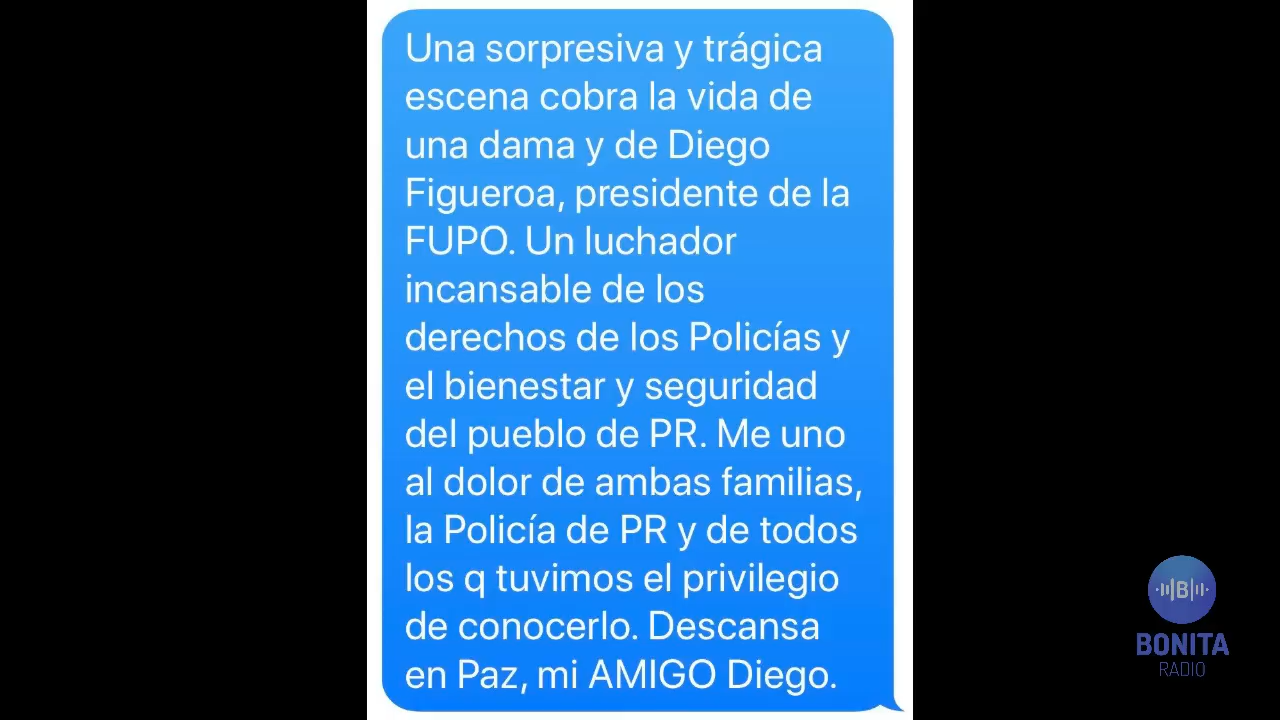 Una sorpresiva y trágica
escena cobra la vida de
una dama y de Diego
Figueroa, presidente de la
FUPO. Un luchador
incansable de los
derechos de los Policías y
el bienestar y seguridad
del pueblo de PR. Me uno
al dolor de ambas familias,
la Policía de PR y de todos
los q tuvimos el privilegio
de conocerlo. Descansa
en Paz, mi AMIGO Diego.
B
BONITA
RADIO